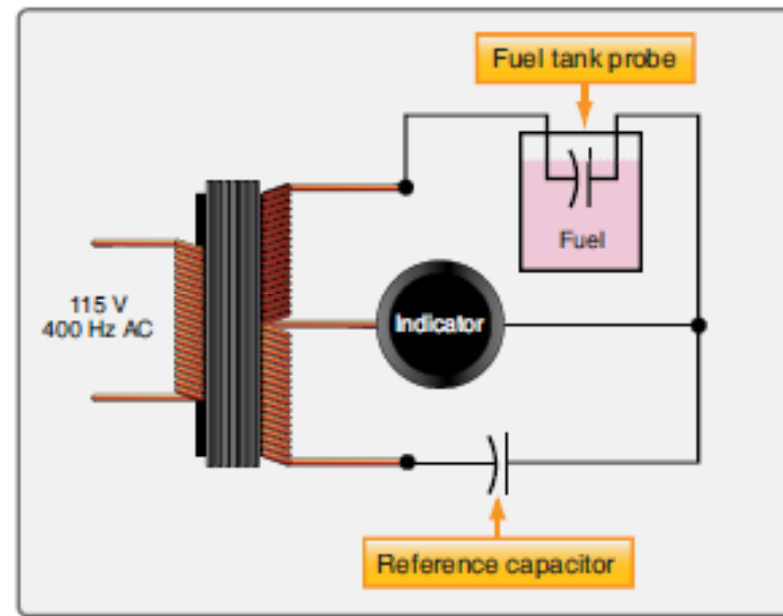 Fuel tank probe
Fuel
115 V
400 Hz AC
Indicator
Reference capacitor